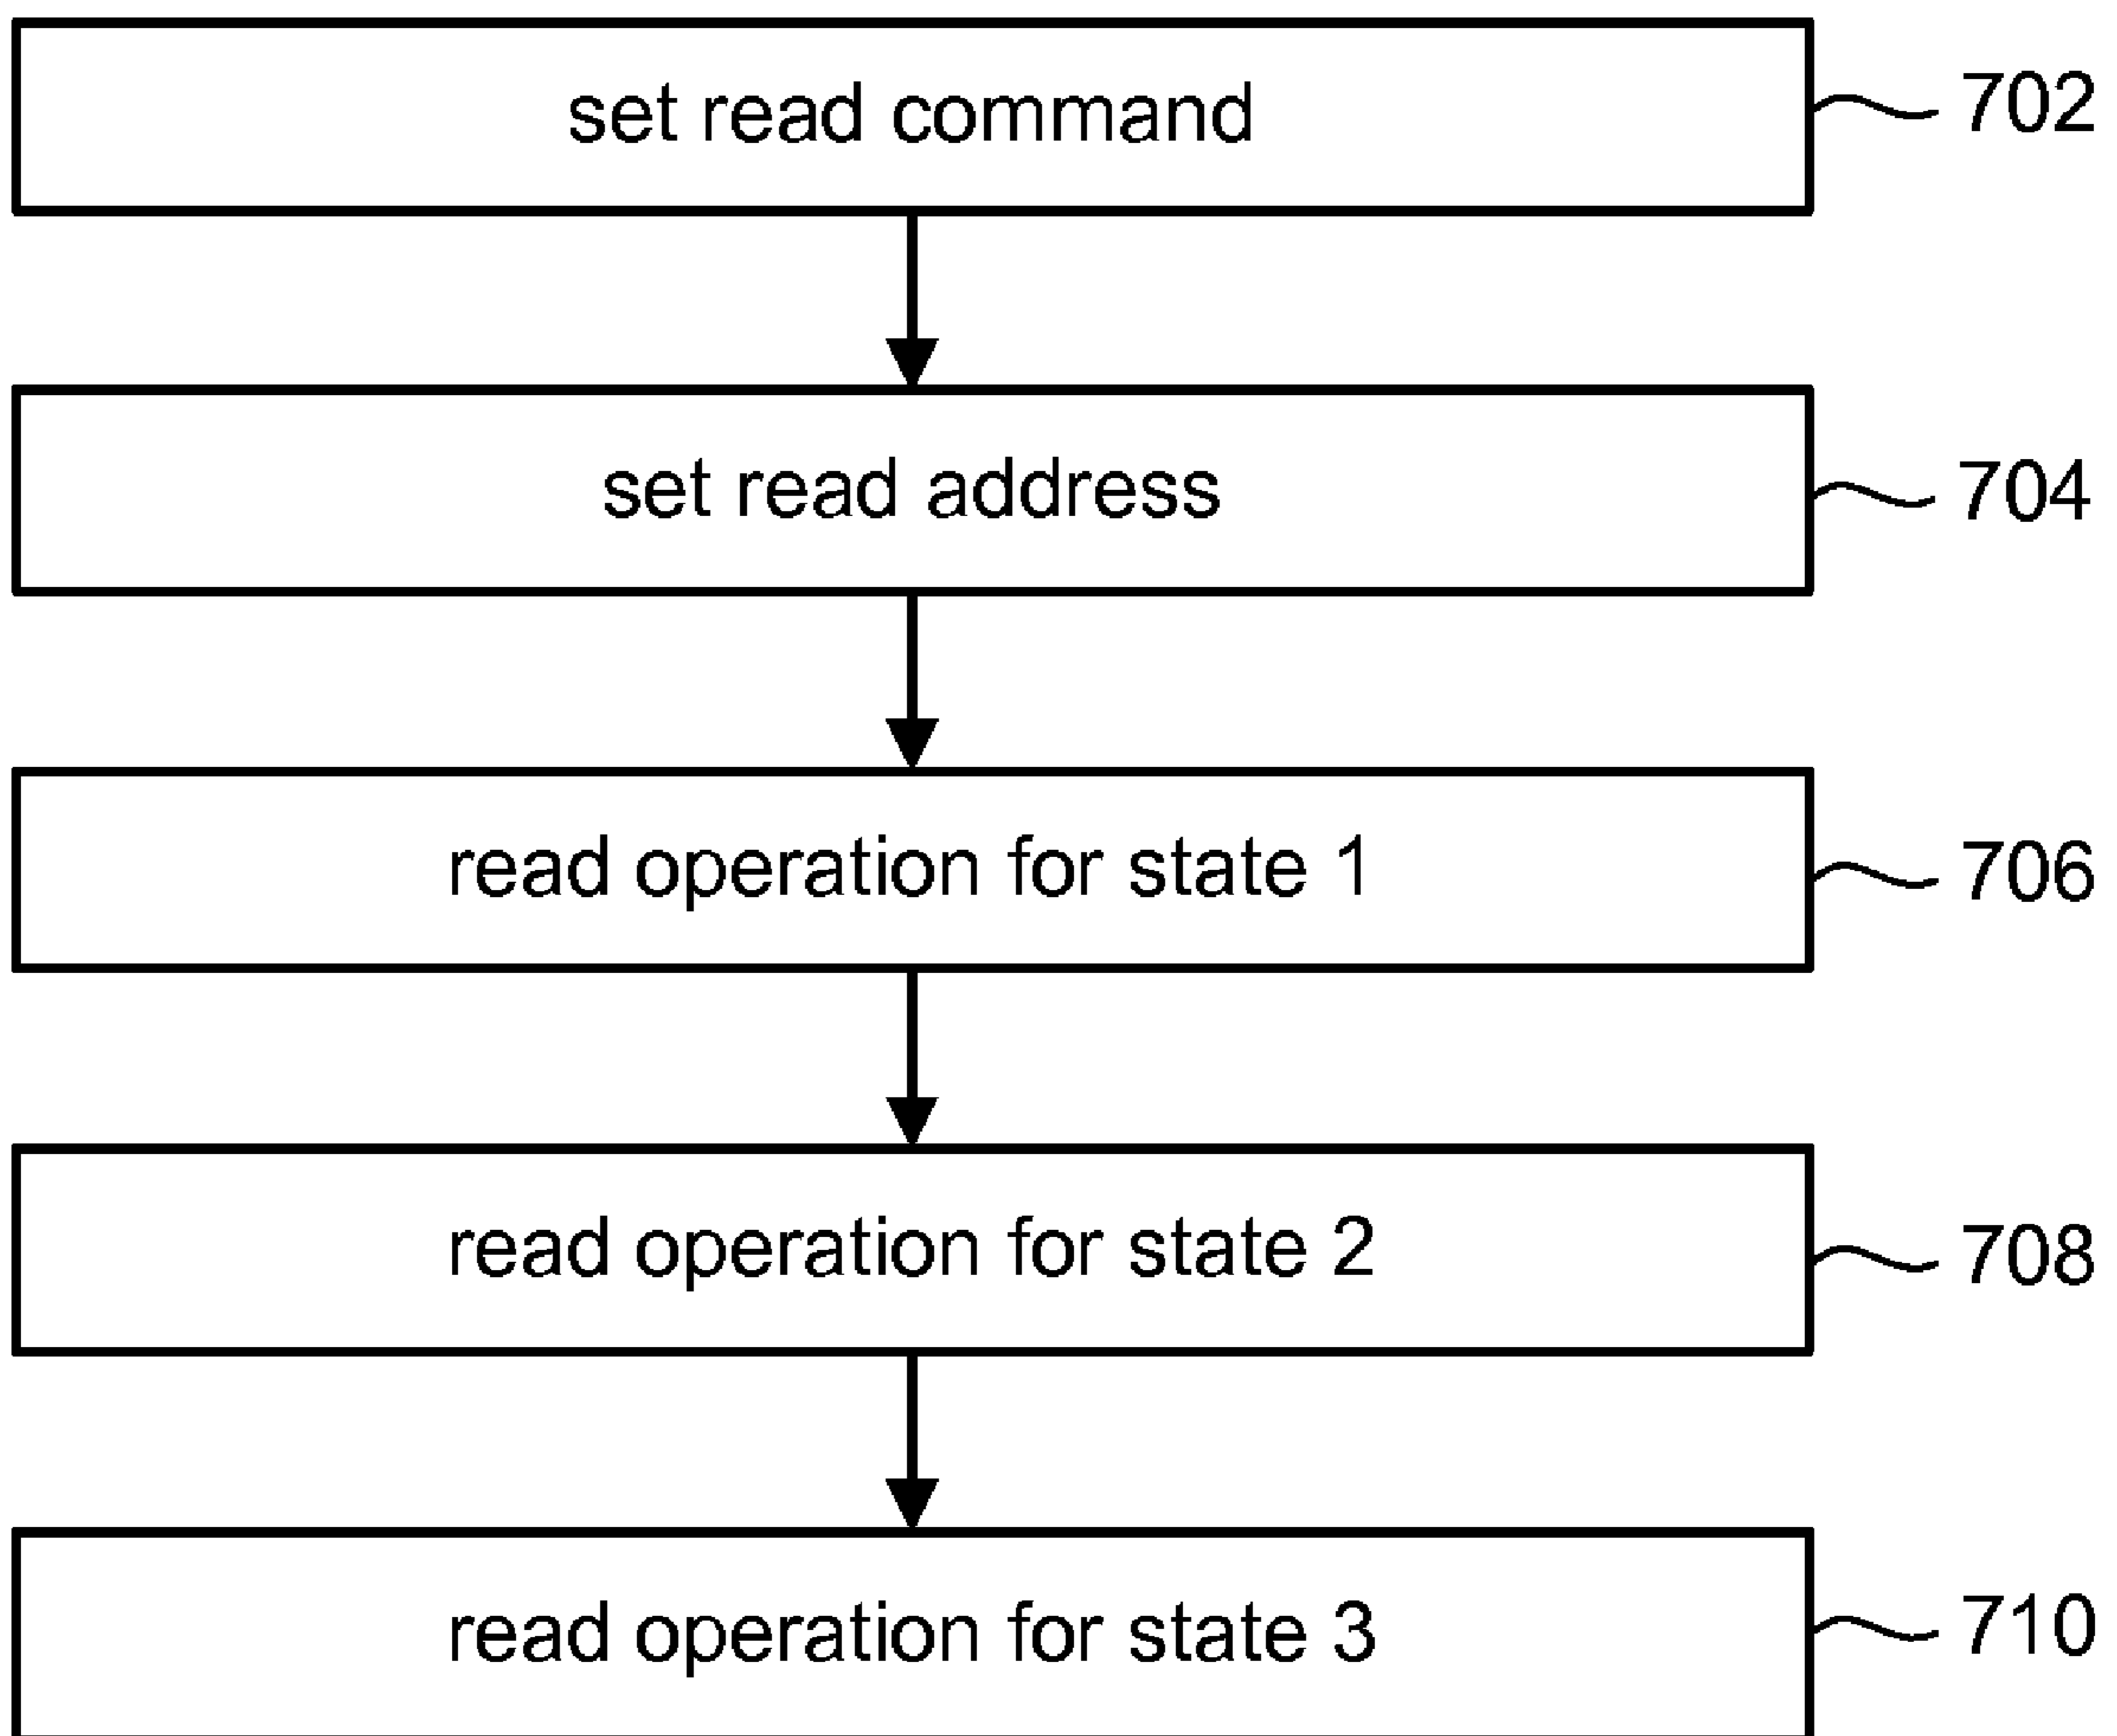 set read command 702
set read address 704
read operation for state 1 706
read operation for state 2 708
read operation for state 3 710